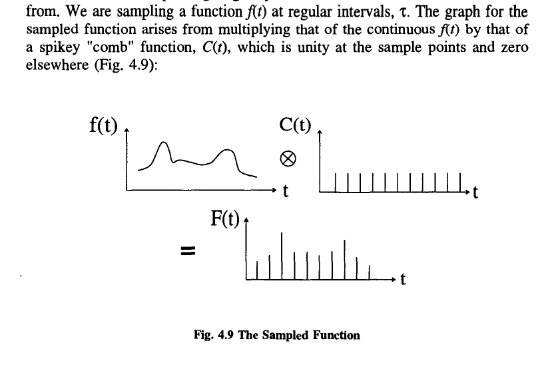 from. We are sampling a function f(t) at regular intervals, τ. The graph for the
sampled function arises from multiplying that of the continuous f(t) by that of
a spikey "comb" function, C(t), which is unity at the sample points and zero
elsewhere (Fig. 4.9):
f(t)
C(t)
⊗
t
t
F(t)
=
t
Fig. 4.9 The Sampled Function